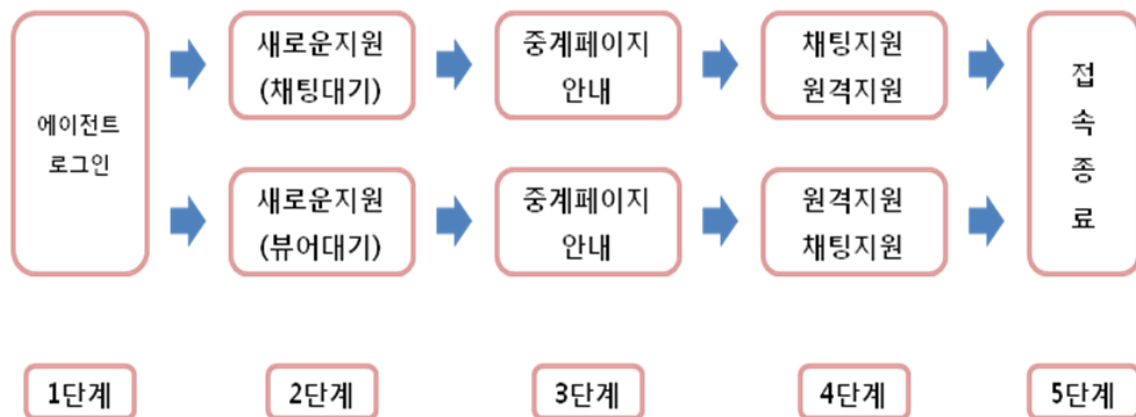 에이전트
로그인
새로운지원
(채팅대기)
중계페이지
안내
채팅지원
원격지원
새로운지원
(뷰어대기)
중계페이지
안내
원격지원
채팅지원
접
속
종
료
1단계
2단계
3단계
4단계
5단계